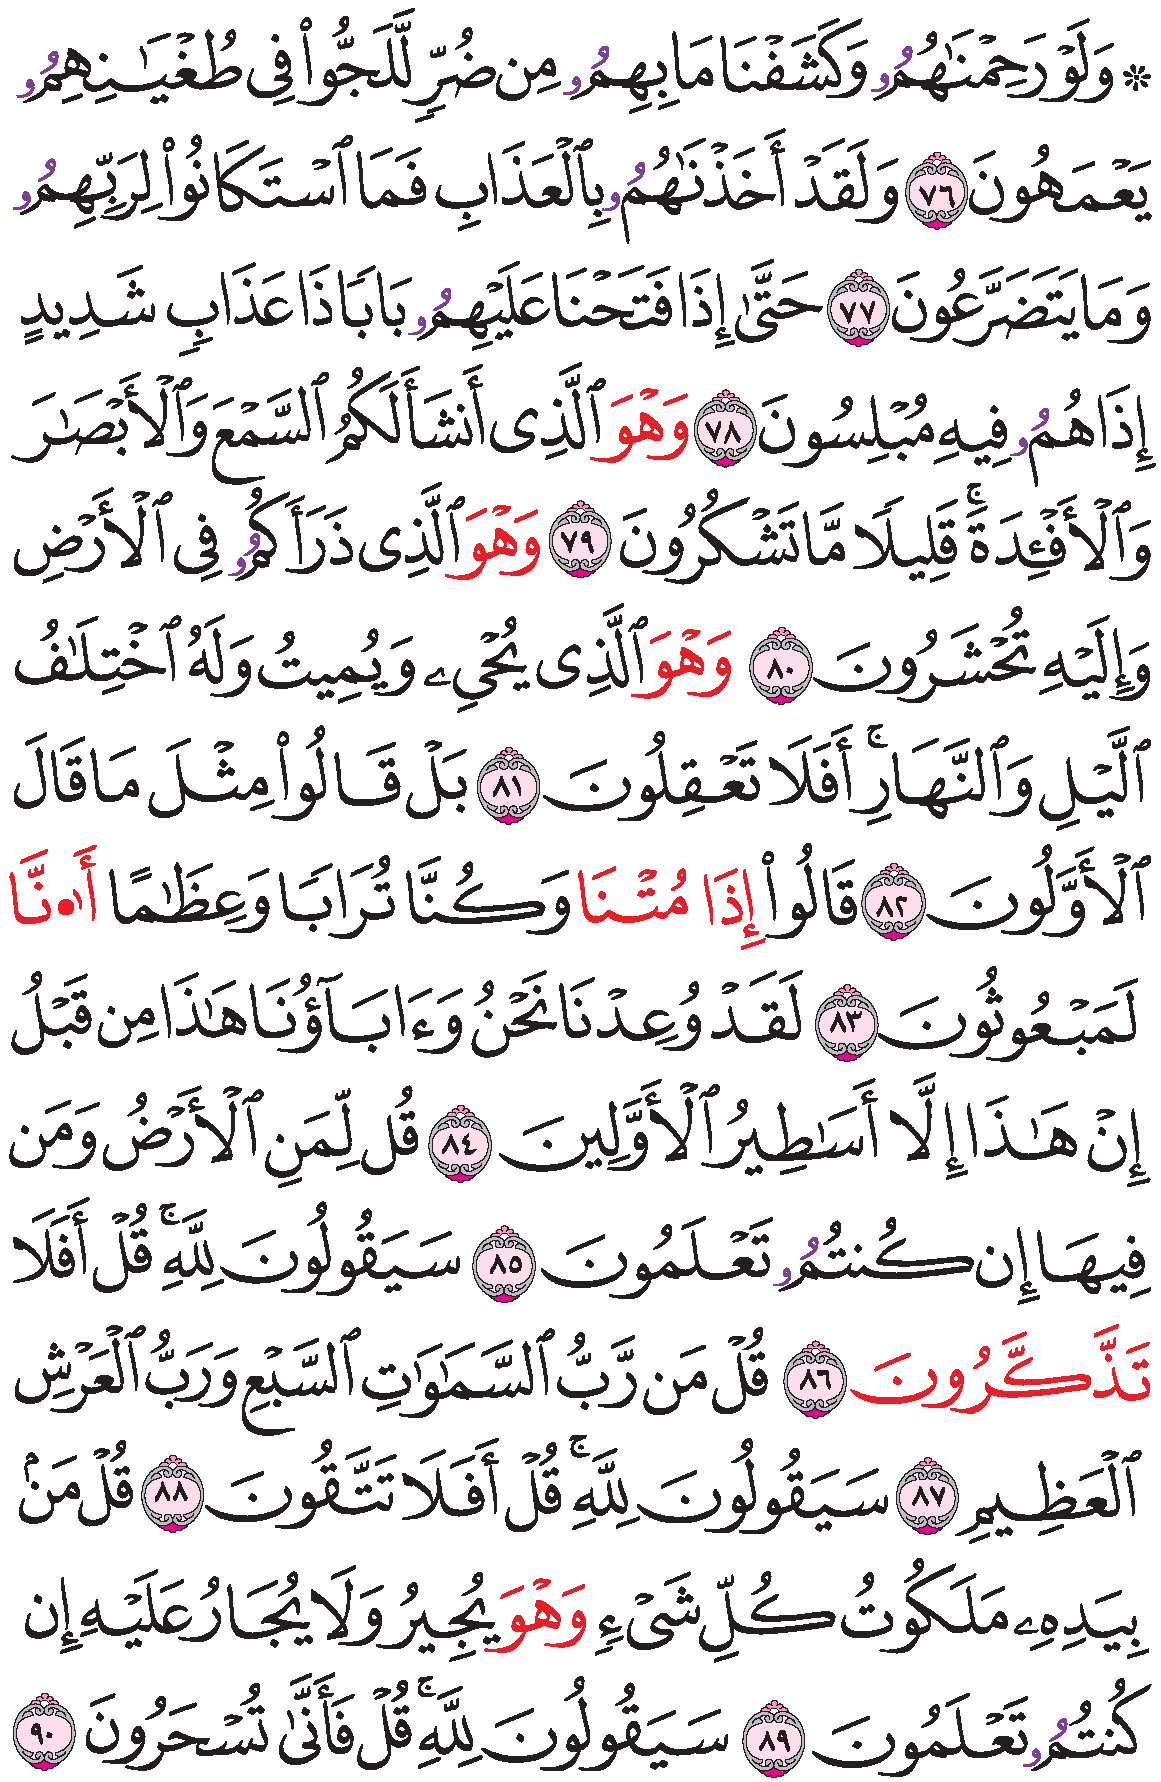 ۞ وَلَوۡ رَحِمۡنَٰهُمُۥ وَكَشَفۡنَا مَا بِهِمُۥ مِن ضُرّٖ لَّلَجُّواْ فِي طُغۡيَٰنِهِمُۥ
يَعۡمَهُونَ ٧٦ وَلَقَدۡ أَخَذۡنَٰهُمُۥ بِٱلۡعَذَابِ فَمَا ٱسۡتَكَانُواْ لِرَبِّهِمُۥ
وَمَا يَتَضَرَّعُونَ ٧٧ حَتَّىٰ إِذَا فَتَحۡنَا عَلَيۡهِمُۥ بَابٗا ذَا عَذَابٖ شَدِيدٍ
إِذَا هُمُۥ فِيهِ مُبۡلِسُونَ ٧٨ وَهۡوَ ٱلَّذِي أَنشَأَ لَكُمُ ٱلسَّمۡعَ وَٱلۡأَبۡصَٰرَ
وَٱلۡأَفۡـِٔدَةَۚ قَلِيلٗا مَّا تَشۡكُرُونَ ٧٩ وَهۡوَ ٱلَّذِي ذَرَأَكُمُۥ فِي ٱلۡأَرۡضِ
وَإِلَيۡهِ تُحۡشَرُونَ ٨٠ وَهۡوَ ٱلَّذِي يُحۡيِۦ وَيُمِيتُ وَلَهُ ٱخۡتِلَٰفُ
ٱلَّيۡلِ وَٱلنَّهَارِۚ أَفَلَا تَعۡقِلُونَ ٨١ بَلۡ قَالُواْ مِثۡلَ مَا قَالَ
ٱلۡأَوَّلُونَ ٨٢ قَالُواْ إِذَا مُتۡنَا وَكُنَّا تُرَابٗا وَعِظَٰمًا أَا۬نَّا
لَمَبۡعُوثُونَ ٨٣ لَقَدۡ وُعِدۡنَا نَحۡنُ وَءَابَآؤُنَا هَٰذَا مِن قَبۡلُ
إِنۡ هَٰذَا إِلَّا أَسَٰطِيرُ ٱلۡأَوَّلِينَ ٨٤ قُل لِّمَنِ ٱلۡأَرۡضُ وَمَن
فِيهَا إِن كُنتُمُۥ تَعۡلَمُونَ ٨٥ سَيَقُولُونَ لِلَّهِۚ قُلۡ أَفَلَا
تَذَّكَّرُونَ ٨٦ قُلۡ مَن رَّبُّ ٱلسَّمَٰوَٰتِ ٱلسَّبۡعِ وَرَبُّ ٱلۡعَرۡشِ
ٱلۡعَظِيمِ ٨٧ سَيَقُولُونَ لِلَّهِۚ قُلۡ أَفَلَا تَتَّقُونَ ٨٨ قُلۡ مَنۢ
بِيَدِهِۦ مَلَكُوتُ كُلِّ شَيۡءٖ وَهۡوَ يُجِيرُ وَلَا يُجَارُ عَلَيۡهِ إِن
كُنتُمُۥ تَعۡلَمُونَ ٨٩ سَيَقُولُونَ لِلَّهِۚ قُلۡ فَأَنَّىٰ تُسۡحَرُونَ ٩٠